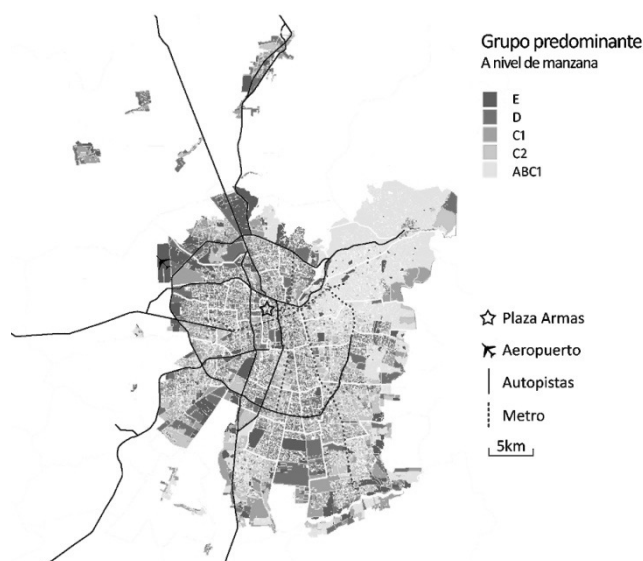 Grupo predominante
A nivel de manzana
E
D
C1
C2
ABC1
Plaza Armas
Aeropuerto
Autopistas
Metro
5km